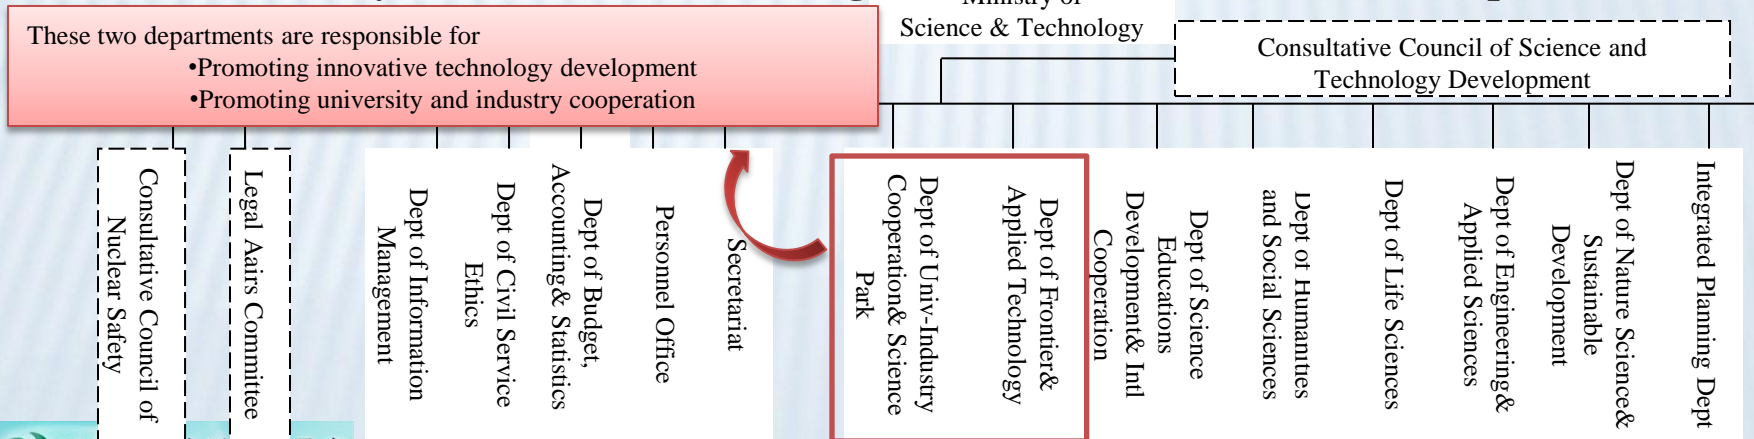 Ministry of
Science & Technology
These two departments are responsible for
•Promoting innovative technology development
•Promoting university and industry cooperation
Consultative Council of Science and
Technology Development
Consultative Council of
Nuclear Safety
Legal Aairs Committee
Dept of Information
Management
Dept of Civil Service
Ethics
Dept of Budget,
Accounting& Statistics
Personnel Office
Secretariat
Dept of Univ-Industry
Cooperation& Science
Park
Dept of Frontier&
Applied Technology
Dept of Science
Educations
Development& Intl
Cooperation
Dept of Humanities
and Social Sciences
Dept of Life Sciences
Dept of Engineering&
Applied Sciences
Dept of Nature Science&
Sustainable
Development
Integrated Planning Dept